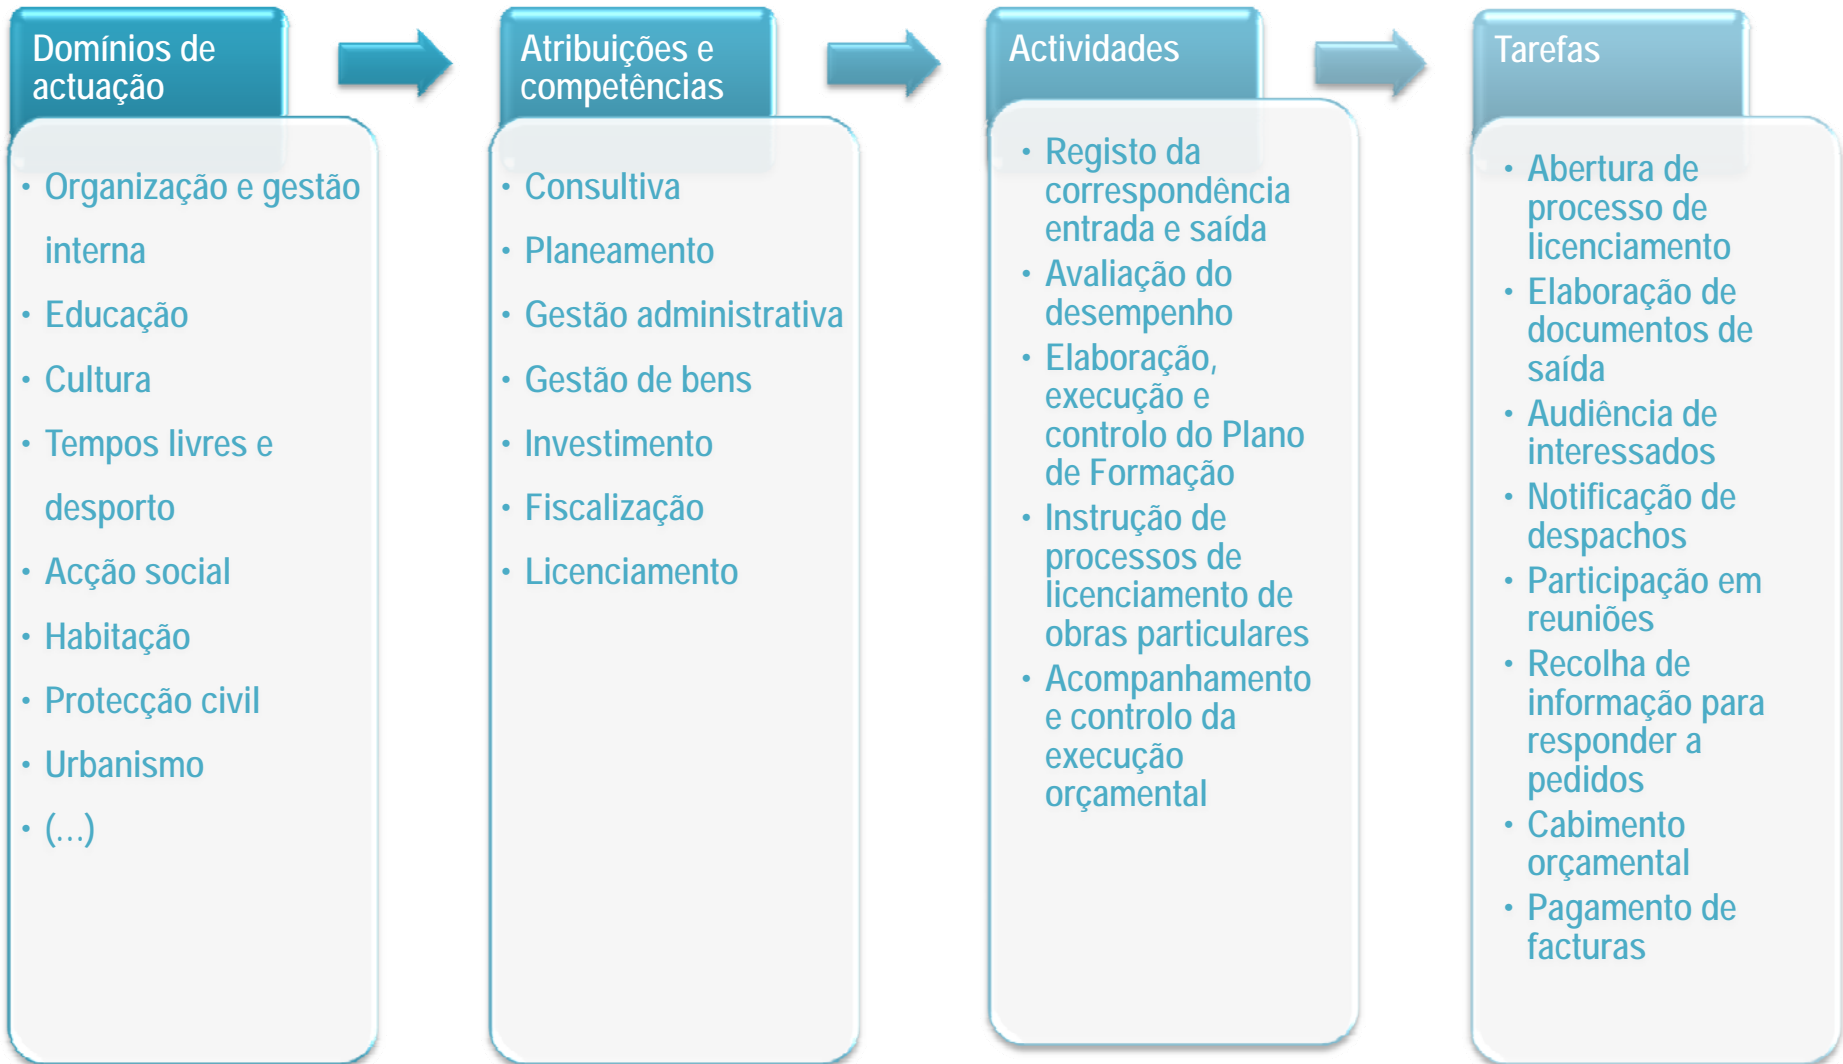 Domínios de
actuação
• Organização e gestão
interna
• Educação
• Cultura
• Tempos livres e
desporto
• Acção social
• Habitação
• Protecção civil
• Urbanismo
• (…)
Atribuições e
competências
• Consultiva
• Planeamento
• Gestão administrativa
• Gestão de bens
• Investimento
• Fiscalização
• Licenciamento
Actividades
• Registo da
correspondência
entrada e saída
• Avaliação do
desempenho
• Elaboração,
execução e
controlo do Plano
de Formação
• Instrução de
processos de
licenciamento de
obras particulares
• Acompanhamento
e controlo da
execução
orçamental
Tarefas
• Abertura de
processo de
licenciamento
• Elaboração de
documentos de
saída
• Audiência de
interessados
• Notificação de
despachos
• Participação em
reuniões
• Recolha de
informação para
responder a
pedidos
• Cabimento
orçamental
• Pagamento de
facturas